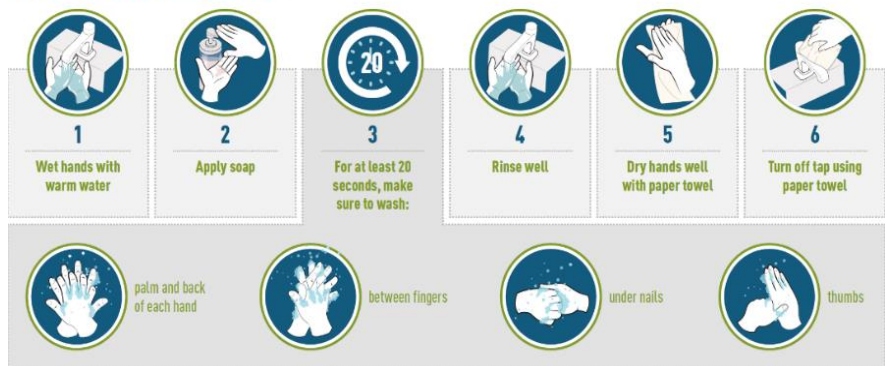 20
1
Wet hands with
warm water
2
Apply soap
3
For at least 20
seconds, make
sure to wash:
4
Rinse well
5
Dry hands well
with paper towel
6
Turn off tap using
paper towel
palm and back
of each hand
between fingers
under nails
thumbs